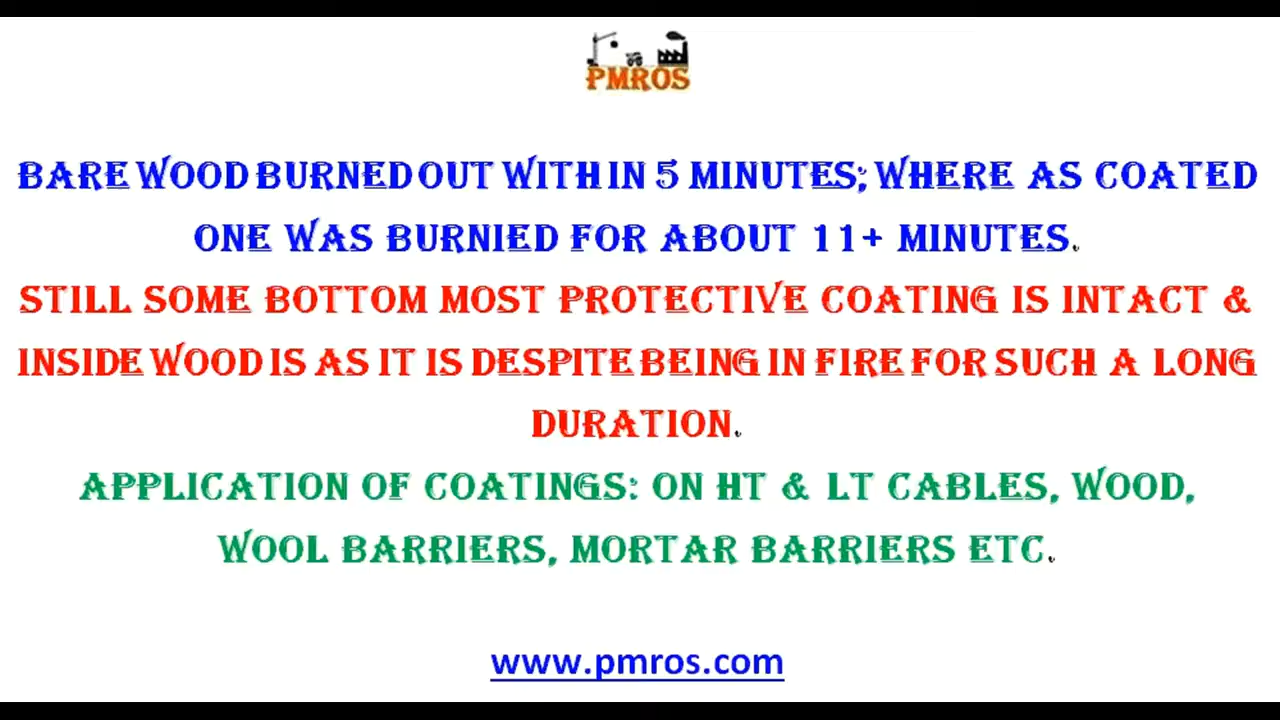 PMROS
BARE WOOD BURNED OUT WITH IN 5 MINUTES; WHERE AS COATED
ONE WAS BURNIED FOR ABOUT 11+ MINUTES.
STILL SOME BOTTOM MOST PROTECTIVE COATING IS INTACT &
INSIDE WOOD IS AS IT IS DESPITE BEING IN FIRE FOR SUCH A LONG
DURATION.
APPLICATION OF COATINGS: ON HT & LT CABLES, WOOD,
WOOL BARRIERS, MORTAR BARRIERS ETC.
www.pmros.com